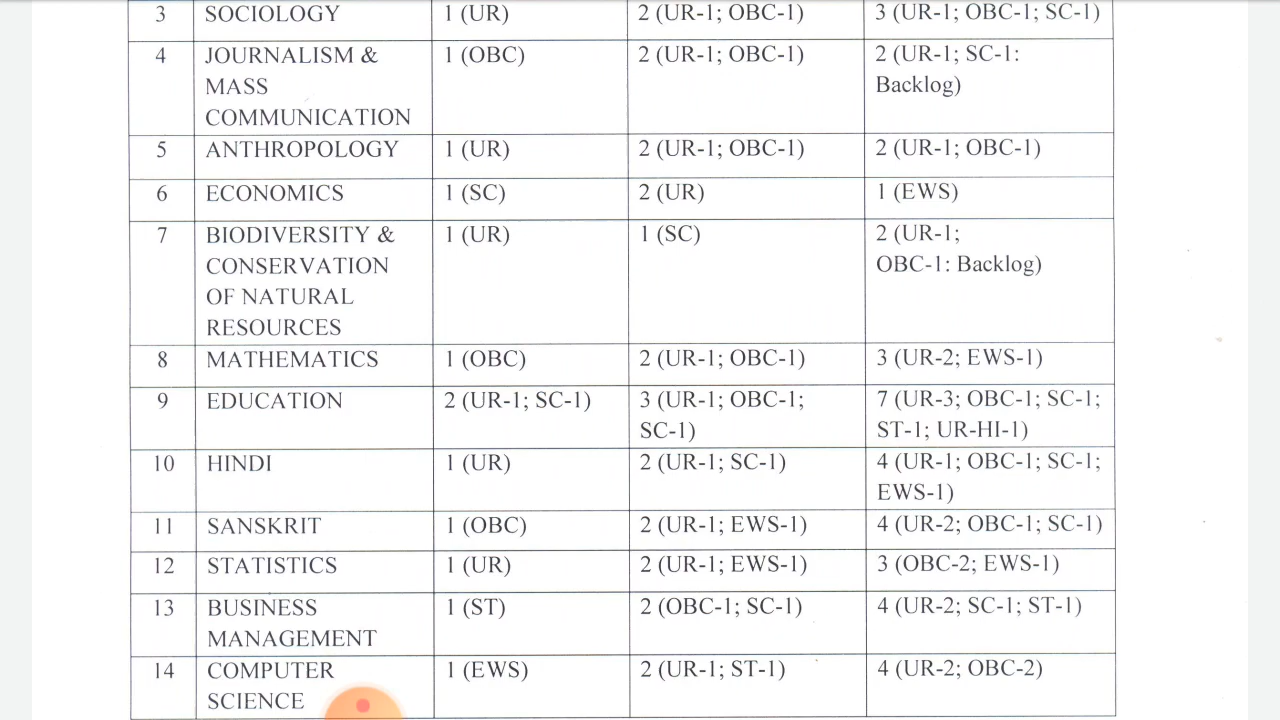 3 SOCIOLOGY 1 (UR) 2 (UR-1; OBC-1) 3 (UR-1; OBC-1; SC-1)
4 JOURNALISM & 1 (OBC) 2 (UR-1; OBC-1) 2 (UR-1; SC-1:
MASS Backlog)
COMMUNICATION
5 ANTHROPOLOGY 1 (UR) 2 (UR-1; OBC-1) 2 (UR-1; OBC-1)
6 ECONOMICS 1 (SC) 2 (UR) 1 (EWS)
7 BIODIVERSITY & 1 (UR) 1 (SC) 2 (UR-1;
CONSERVATION OBC-1: Backlog)
OF NATURAL
RESOURCES
8 MATHEMATICS 1 (OBC) 2 (UR-1; OBC-1) 3 (UR-2; EWS-1)
9 EDUCATION 2 (UR-1; SC-1) 3 (UR-1; OBC-1; 7 (UR-3; OBC-1; SC-1;
SC-1) ST-1; UR-HI-1)
10 HINDI 1 (UR) 2 (UR-1; SC-1) 4 (UR-1; OBC-1; SC-1;
EWS-1)
11 SANSKRIT 1 (OBC) 2 (UR-1; EWS-1) 4 (UR-2; OBC-1; SC-1)
12 STATISTICS 1 (UR) 2 (UR-1; EWS-1) 3 (OBC-2; EWS-1)
13 BUSINESS 1 (ST) 2 (OBC-1; SC-1) 4 (UR-2; SC-1; ST-1)
MANAGEMENT
14 COMPUTER 1 (EWS) 2 (UR-1; ST-1) 4 (UR-2; OBC-2)
SCIENCE